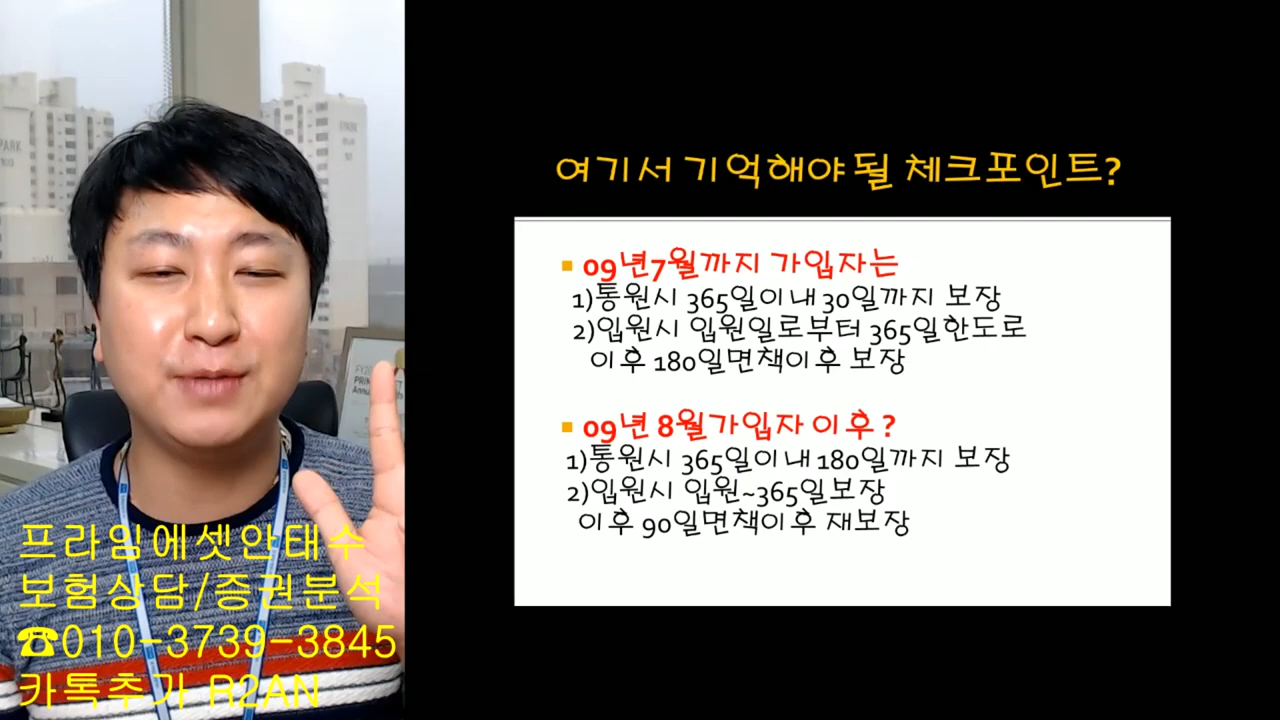 여기서 기억해야 될 체크포인트?
09년7월까지 가입자는
1)통원시 365일이내 30일까지 보장
2)입원시 입원일로부터 365일한도로
이후 180일면책이후 보장
09년 8월가입자 이후 ?
1)통원시 365일이내 180일까지 보장
2)입원시 입원~365일보장
이후 90일면책이후 재보장
프라임에셋안태수
보험상담/증권분석
☎010-3739-3845
카톡추가 R2AN